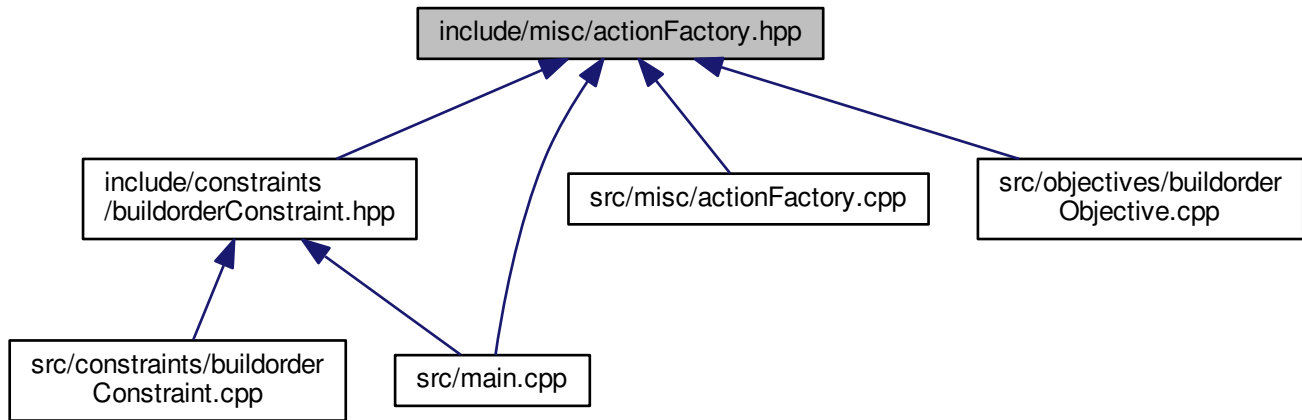 include/misc/actionFactory.hpp
include/constraints
/buildorderConstraint.hpp
src/misc/actionFactory.cpp
src/objectives/buildorder
Objective.cpp
src/constraints/buildorder
Constraint.cpp
src/main.cpp